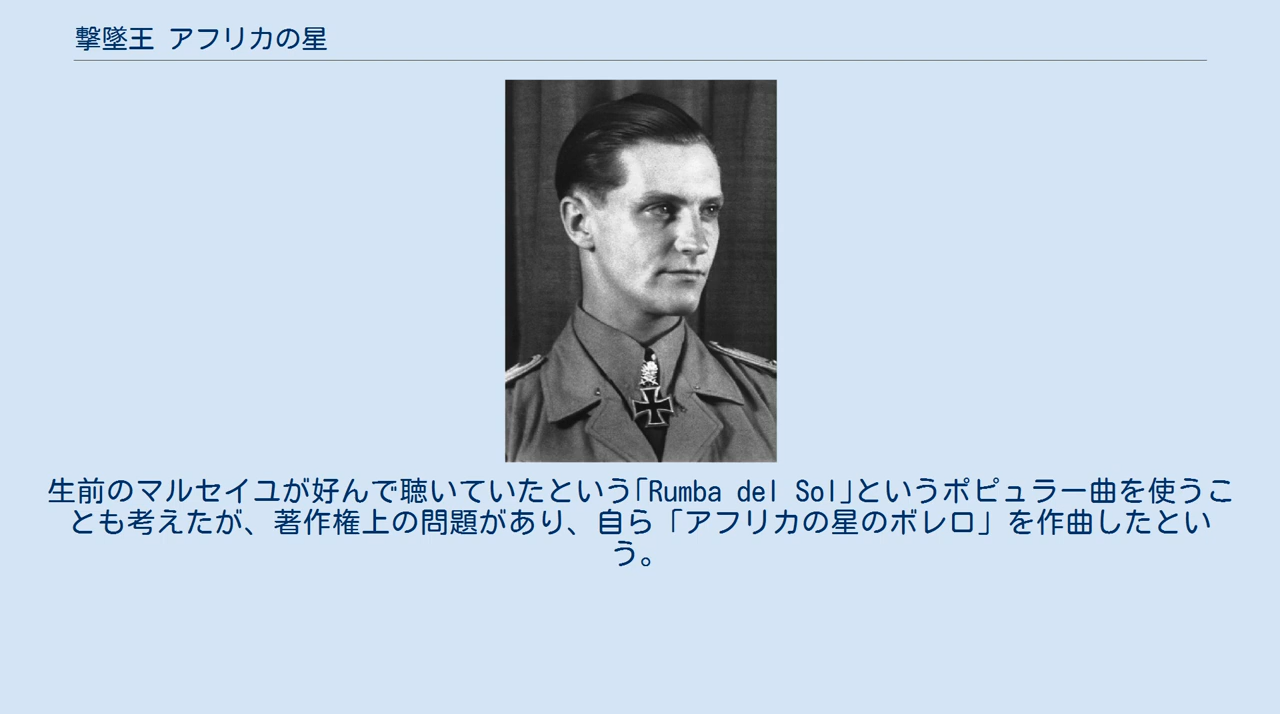 撃墜王 アフリカの星
生前のマルセイユが好んで聴いていたという｢Rumba del Sol｣というポピュラー曲を使うこ
とも考えたが、著作権上の問題があり、自ら「アフリカの星のボレロ」を作曲したとい
う。